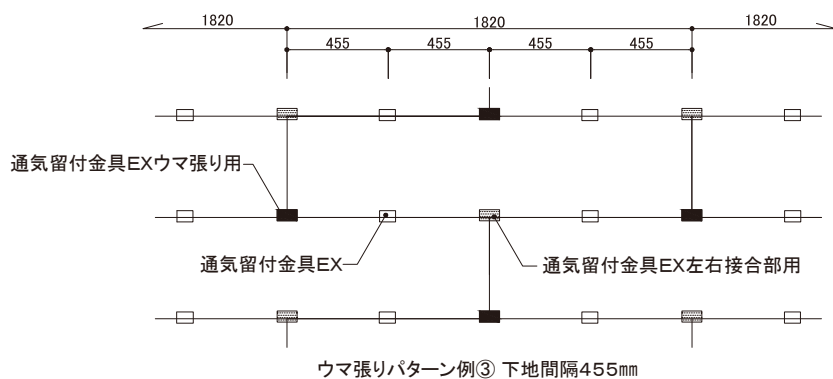 1820 1820 1820
455 455 455 455
通気留付金具EXウマ張り用
通気留付金具EX 通気留付金具EX左右接合部用
ウマ張りパターン例③ 下地間隔455㎜